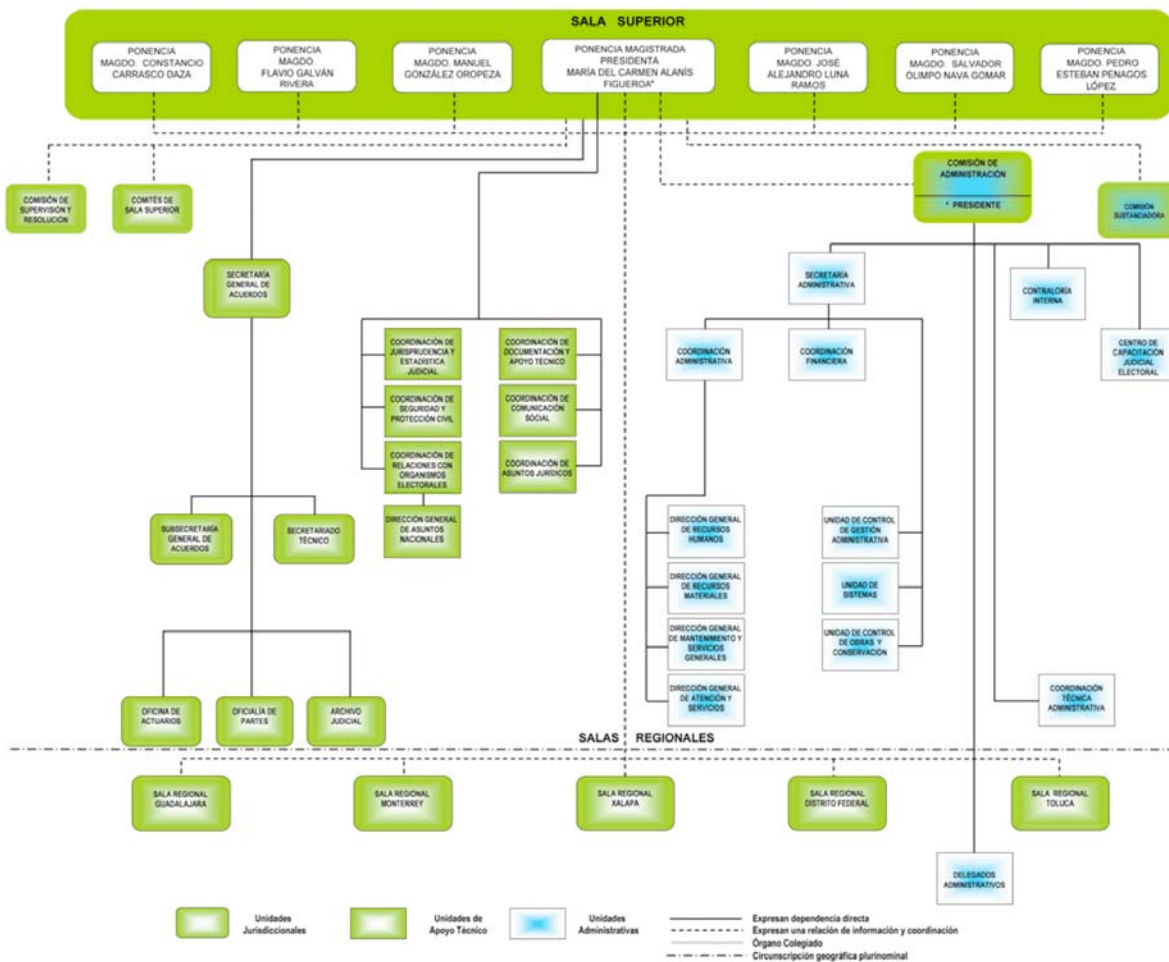 SALA SUPERIOR
PONENCIA
MAGDO. CONSTANCIO
CARRASCO DAZA
PONENCIA
MAGDO.
FLAVIO GALVÁN
RIVERA
PONENCIA
MAGDO. MANUEL
GONZÁLEZ OROPEZA
PONENCIA MAGISTRADA
PRESIDENTA
MARÍA DEL CARMEN ALANÍS
FIGUEROA*
PONENCIA
MAGDO. JOSÉ
ALEJANDRO LUNA
RAMOS
PONENCIA
MAGDO. SALVADOR
OLIMPO NAVA GOMAR
PONENCIA
MAGDO. PEDRO
ESTEBAN PENAGOS
LÓPEZ
COMISIÓN DE
SUPERVISIÓN Y
RESOLUCIÓN
COMITÉS DE
SALA SUPERIOR
COMISIÓN DE
ADMINISTRACIÓN
* PRESIDENTE
COMISIÓN
SUSTANCIADORA
SECRETARÍA
GENERAL DE
ACUERDOS
SECRETARÍA
ADMINISTRATIVA
CONTRALORÍA
INTERNA
COORDINACIÓN DE
JURISPRUDENCIA Y
ESTADÍSTICA
JUDICIAL
COORDINACIÓN DE
DOCUMENTACIÓN Y
APOYO TÉCNICO
COORDINACIÓN
ADMINISTRATIVA
COORDINACIÓN
FINANCIERA
CENTRO DE
CAPACITACIÓN
JUDICIAL
ELECTORAL
COORDINACIÓN DE
SEGURIDAD Y
PROTECCIÓN CIVIL
COORDINACIÓN DE
COMUNICACIÓN
SOCIAL
COORDINACIÓN DE
RELACIONES CON
ORGANISMOS
ELECTORALES
COORDINACIÓN DE
ASUNTOS JURÍDICOS
SUBSECRETARÍA
GENERAL DE
ACUERDOS
SECRETARIADO
TÉCNICO
DIRECCIÓN GENERAL
DE ASUNTOS
NACIONALES
DIRECCIÓN GENERAL
DE RECURSOS
HUMANOS
UNIDAD DE CONTROL
DE GESTIÓN
ADMINISTRATIVA
DIRECCIÓN GENERAL
DE RECURSOS
MATERIALES
UNIDAD DE
SISTEMAS
DIRECCIÓN GENERAL
DE MANTENIMIENTO Y
SERVICIOS
GENERALES
UNIDAD DE CONTROL
DE OBRAS Y
CONSERVACIÓN
DIRECCIÓN GENERAL
DE ATENCIÓN Y
SERVICIOS
COORDINACIÓN
TÉCNICA
ADMINISTRATIVA
OFICINA DE
ACTUARIOS
OFICIALÍA DE
PARTES
ARCHIVO
JUDICIAL
SALAS REGIONALES
SALA REGIONAL
GUADALAJARA
SALA REGIONAL
MONTERREY
SALA REGIONAL
XALAPA
SALA REGIONAL
DISTRITO FEDERAL
SALA REGIONAL
TOLUCA
DELEGADOS
ADMINISTRATIVOS
Unidades
Jurisdiccionales
Unidades de
Apoyo Técnico
Unidades
Administrativas
Expresan dependencia directa
Expresan una relación de información y coordinación
Órgano Colegiado
Circunscripción geográfica plurinominal